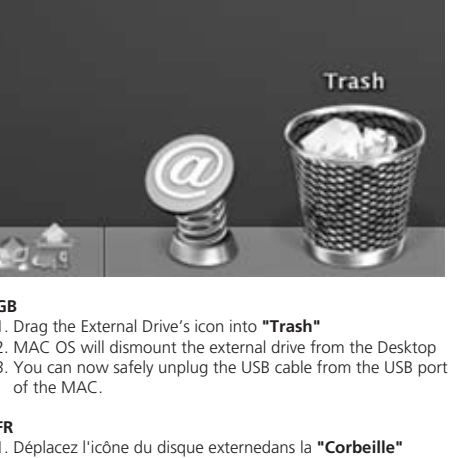 Trash
@
GB
1. Drag the External Drive's icon into "Trash"
2. MAC OS will dismount the external drive from the Desktop
3. You can now safely unplug the USB cable from the USB port
of the MAC.
FR
1. Déplacez l'icône du disque externedans la "Corbeille"